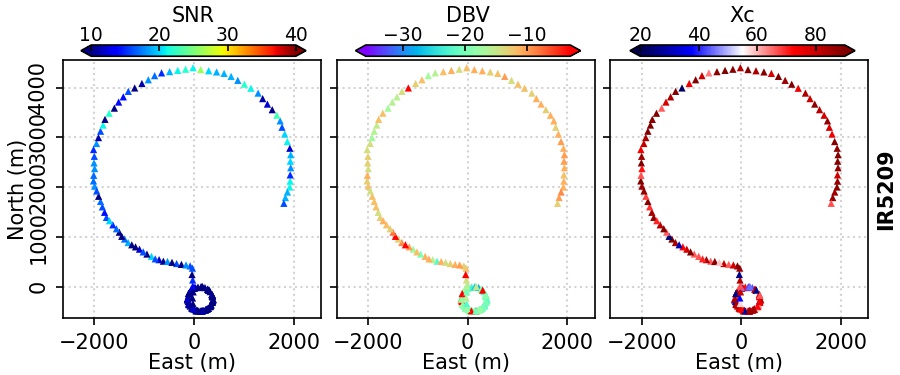 SNR DBV Xc
10 20 30 40 −30 −20 −10 20 40 60 80
North (m)
0 1000 2000 3000 4000
−2000 0 2000 −2000 0 2000 −2000 0 2000
East (m) East (m) East (m)
IR5209